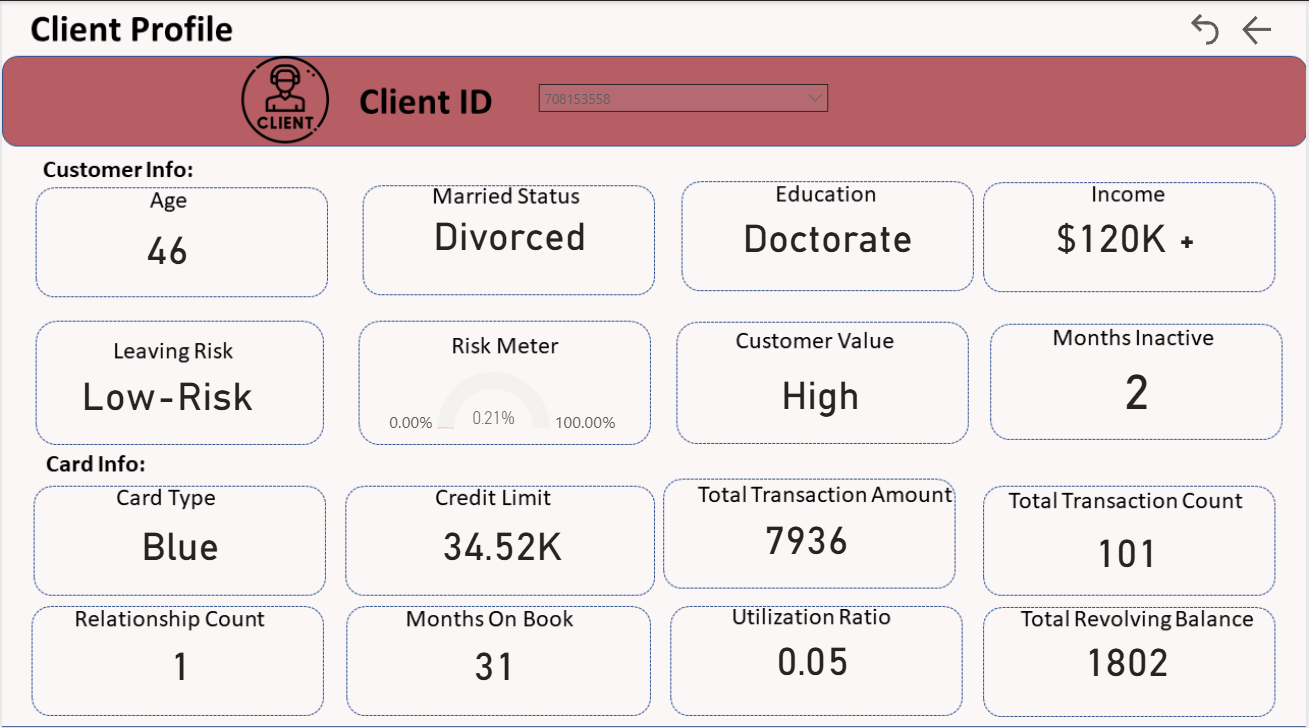 Client Profile
CLIENT.
Client ID
708153558
Customer Info:
Age
46
Married Status
Divorced
Education
Doctorate
Income
$120K +
Leaving Risk
Low-Risk
Risk Meter
0.00%
0.21%
100.00%
Customer Value
High
Months Inactive
2
Card Info:
Card Type
Blue
Credit Limit
34.52K
Total Transaction Amount
7936
Total Transaction Count
101
Relationship Count
1
Months On Book
31
Utilization Ratio
0.05
Total Revolving Balance
1802